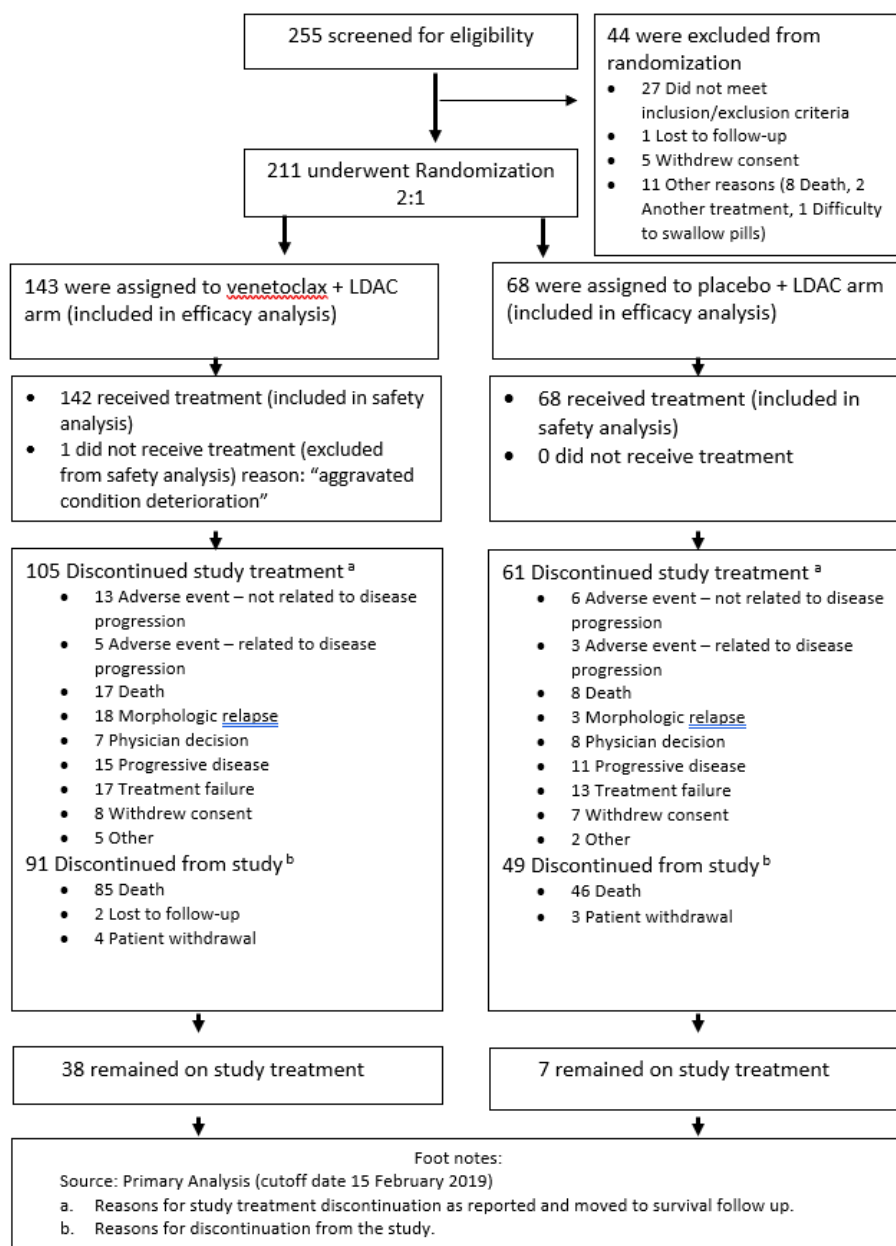 255 screened for eligibility
44 were excluded from
randomization
• 27 Did not meet
inclusion/exclusion criteria
• 1 Lost to follow-up
• 5 Withdrew consent
• 11 Other reasons (8 Death, 2
Another treatment, 1 Difficulty
to swallow pills)
211 underwent Randomization
2:1
143 were assigned to venetoclax + LDAC
arm (included in efficacy analysis)
68 were assigned to placebo + LDAC arm
(included in efficacy analysis)
• 142 received treatment (included in safety
analysis)
• 1 did not receive treatment (excluded
from safety analysis) reason: “aggravated
condition deterioration”
• 68 received treatment (included in
safety analysis)
• 0 did not receive treatment
105 Discontinued study treatment a
• 13 Adverse event – not related to disease
progression
• 5 Adverse event – related to disease
progression
• 17 Death
• 18 Morphologic relapse
• 7 Physician decision
• 15 Progressive disease
• 17 Treatment failure
• 8 Withdrew consent
• 5 Other
91 Discontinued from study b
• 85 Death
• 2 Lost to follow-up
• 4 Patient withdrawal
61 Discontinued study treatment a
• 6 Adverse event – not related to disease
progression
• 3 Adverse event – related to disease
progression
• 8 Death
• 3 Morphologic relapse
• 8 Physician decision
• 11 Progressive disease
• 13 Treatment failure
• 7 Withdrew consent
• 2 Other
49 Discontinued from study b
• 46 Death
• 3 Patient withdrawal
38 remained on study treatment
7 remained on study treatment
Foot notes:
Source: Primary Analysis (cutoff date 15 February 2019)
a. Reasons for study treatment discontinuation as reported and moved to survival follow up.
b. Reasons for discontinuation from the study.